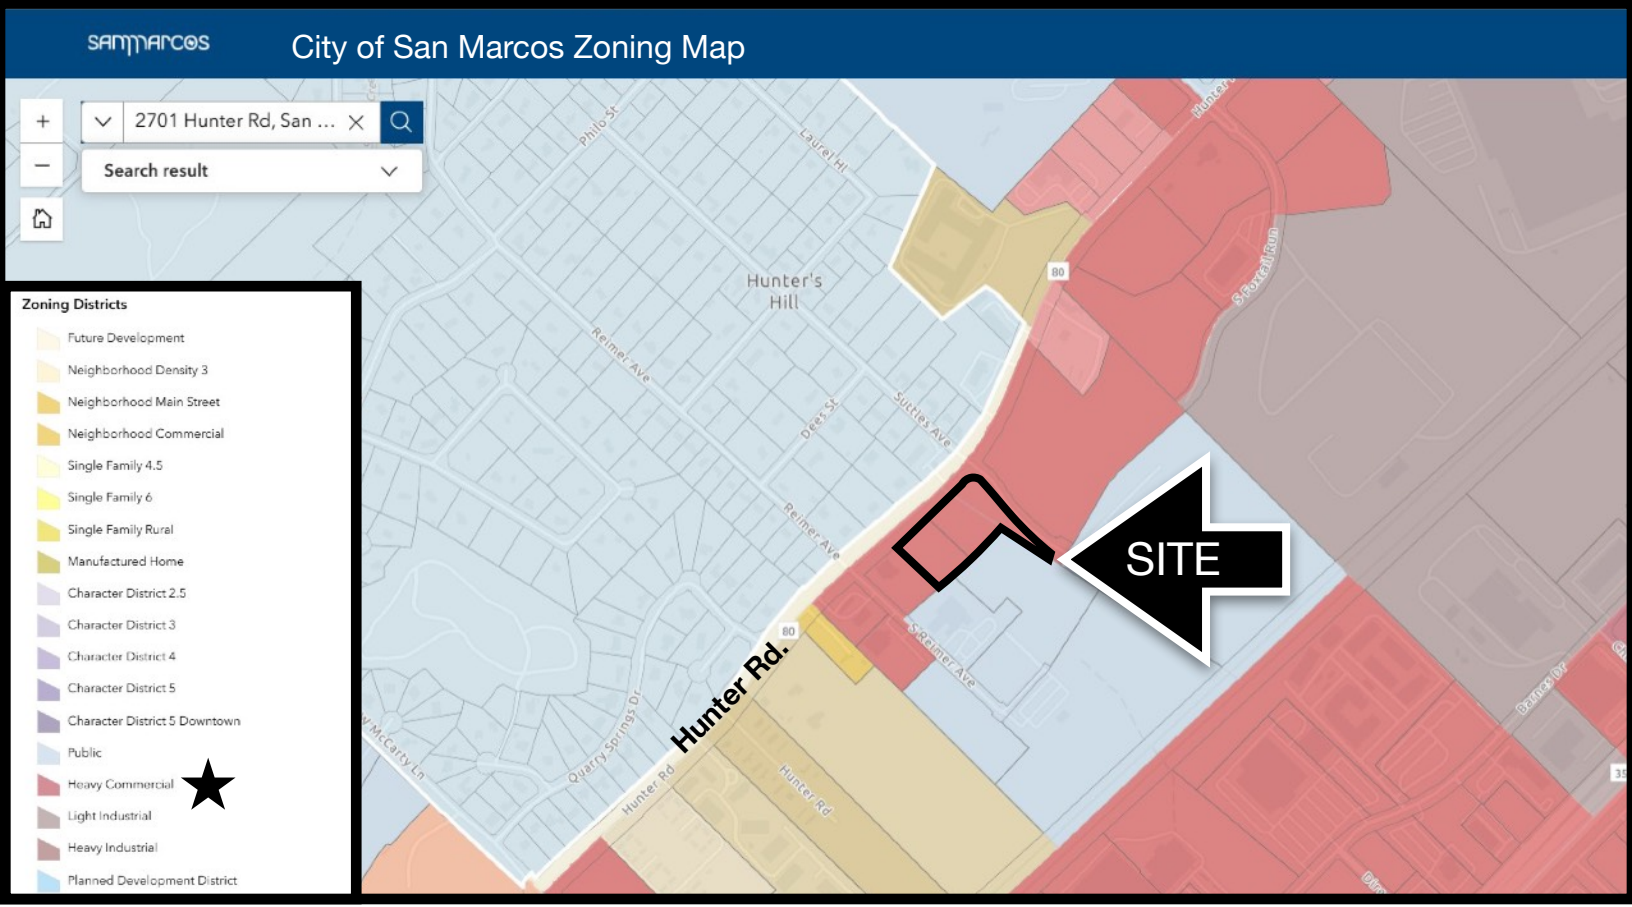 SANMARCOS
City of San Marcos Zoning Map
+
2701 Hunter Rd, San ...
−
Search result
Philo St
Laurel Hl
Hunter
Hunter's
Hill
80
S Foxtail Run
Reimer Ave
Suttles Ave
Dees St
Reimer Ave
SITE
80
Hunter Rd.
S Reimer Ave
Quarry Springs Dr
W McCarty Ln
Hunter Rd
Hunter Rd
Barnes Dr
35
Zoning Districts
Future Development
Neighborhood Density 3
Neighborhood Main Street
Neighborhood Commercial
Single Family 4.5
Single Family 6
Single Family Rural
Manufactured Home
Character District 2.5
Character District 3
Character District 4
Character District 5
Character District 5 Downtown
Public
Heavy Commercial
Light Industrial
Heavy Industrial
Planned Development District